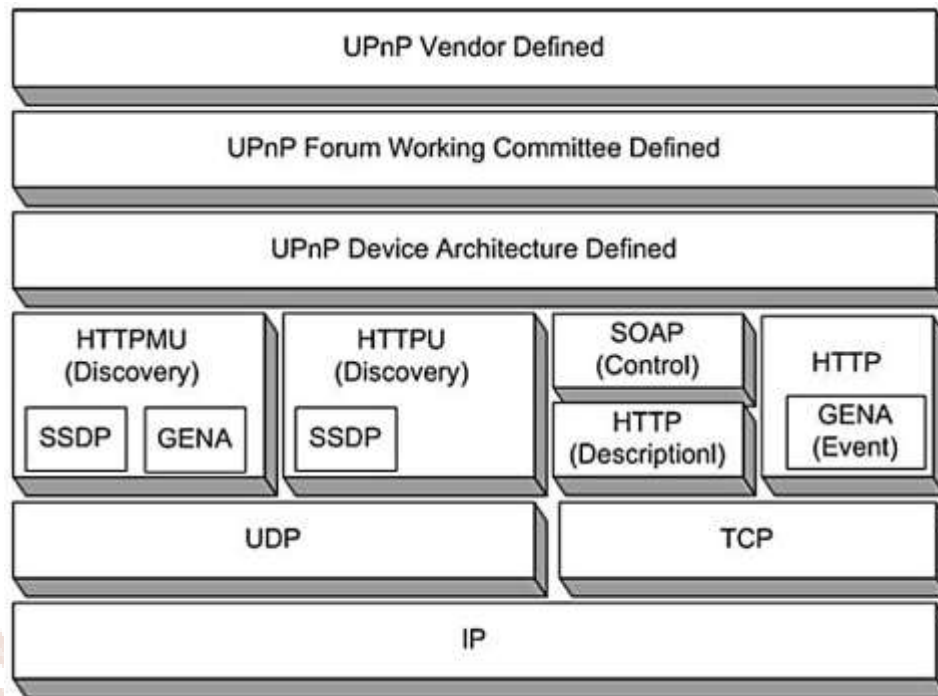 UPnP Vendor Defined
UPnP Forum Working Committee Defined
UPnP Device Architecture Defined
HTTPMU
(Discovery)
SSDP
GENA
HTTPU
(Discovery)
SSDP
SOAP
(Control)
HTTP
(Descriptionl)
HTTP
GENA
(Event)
UDP
TCP
IP